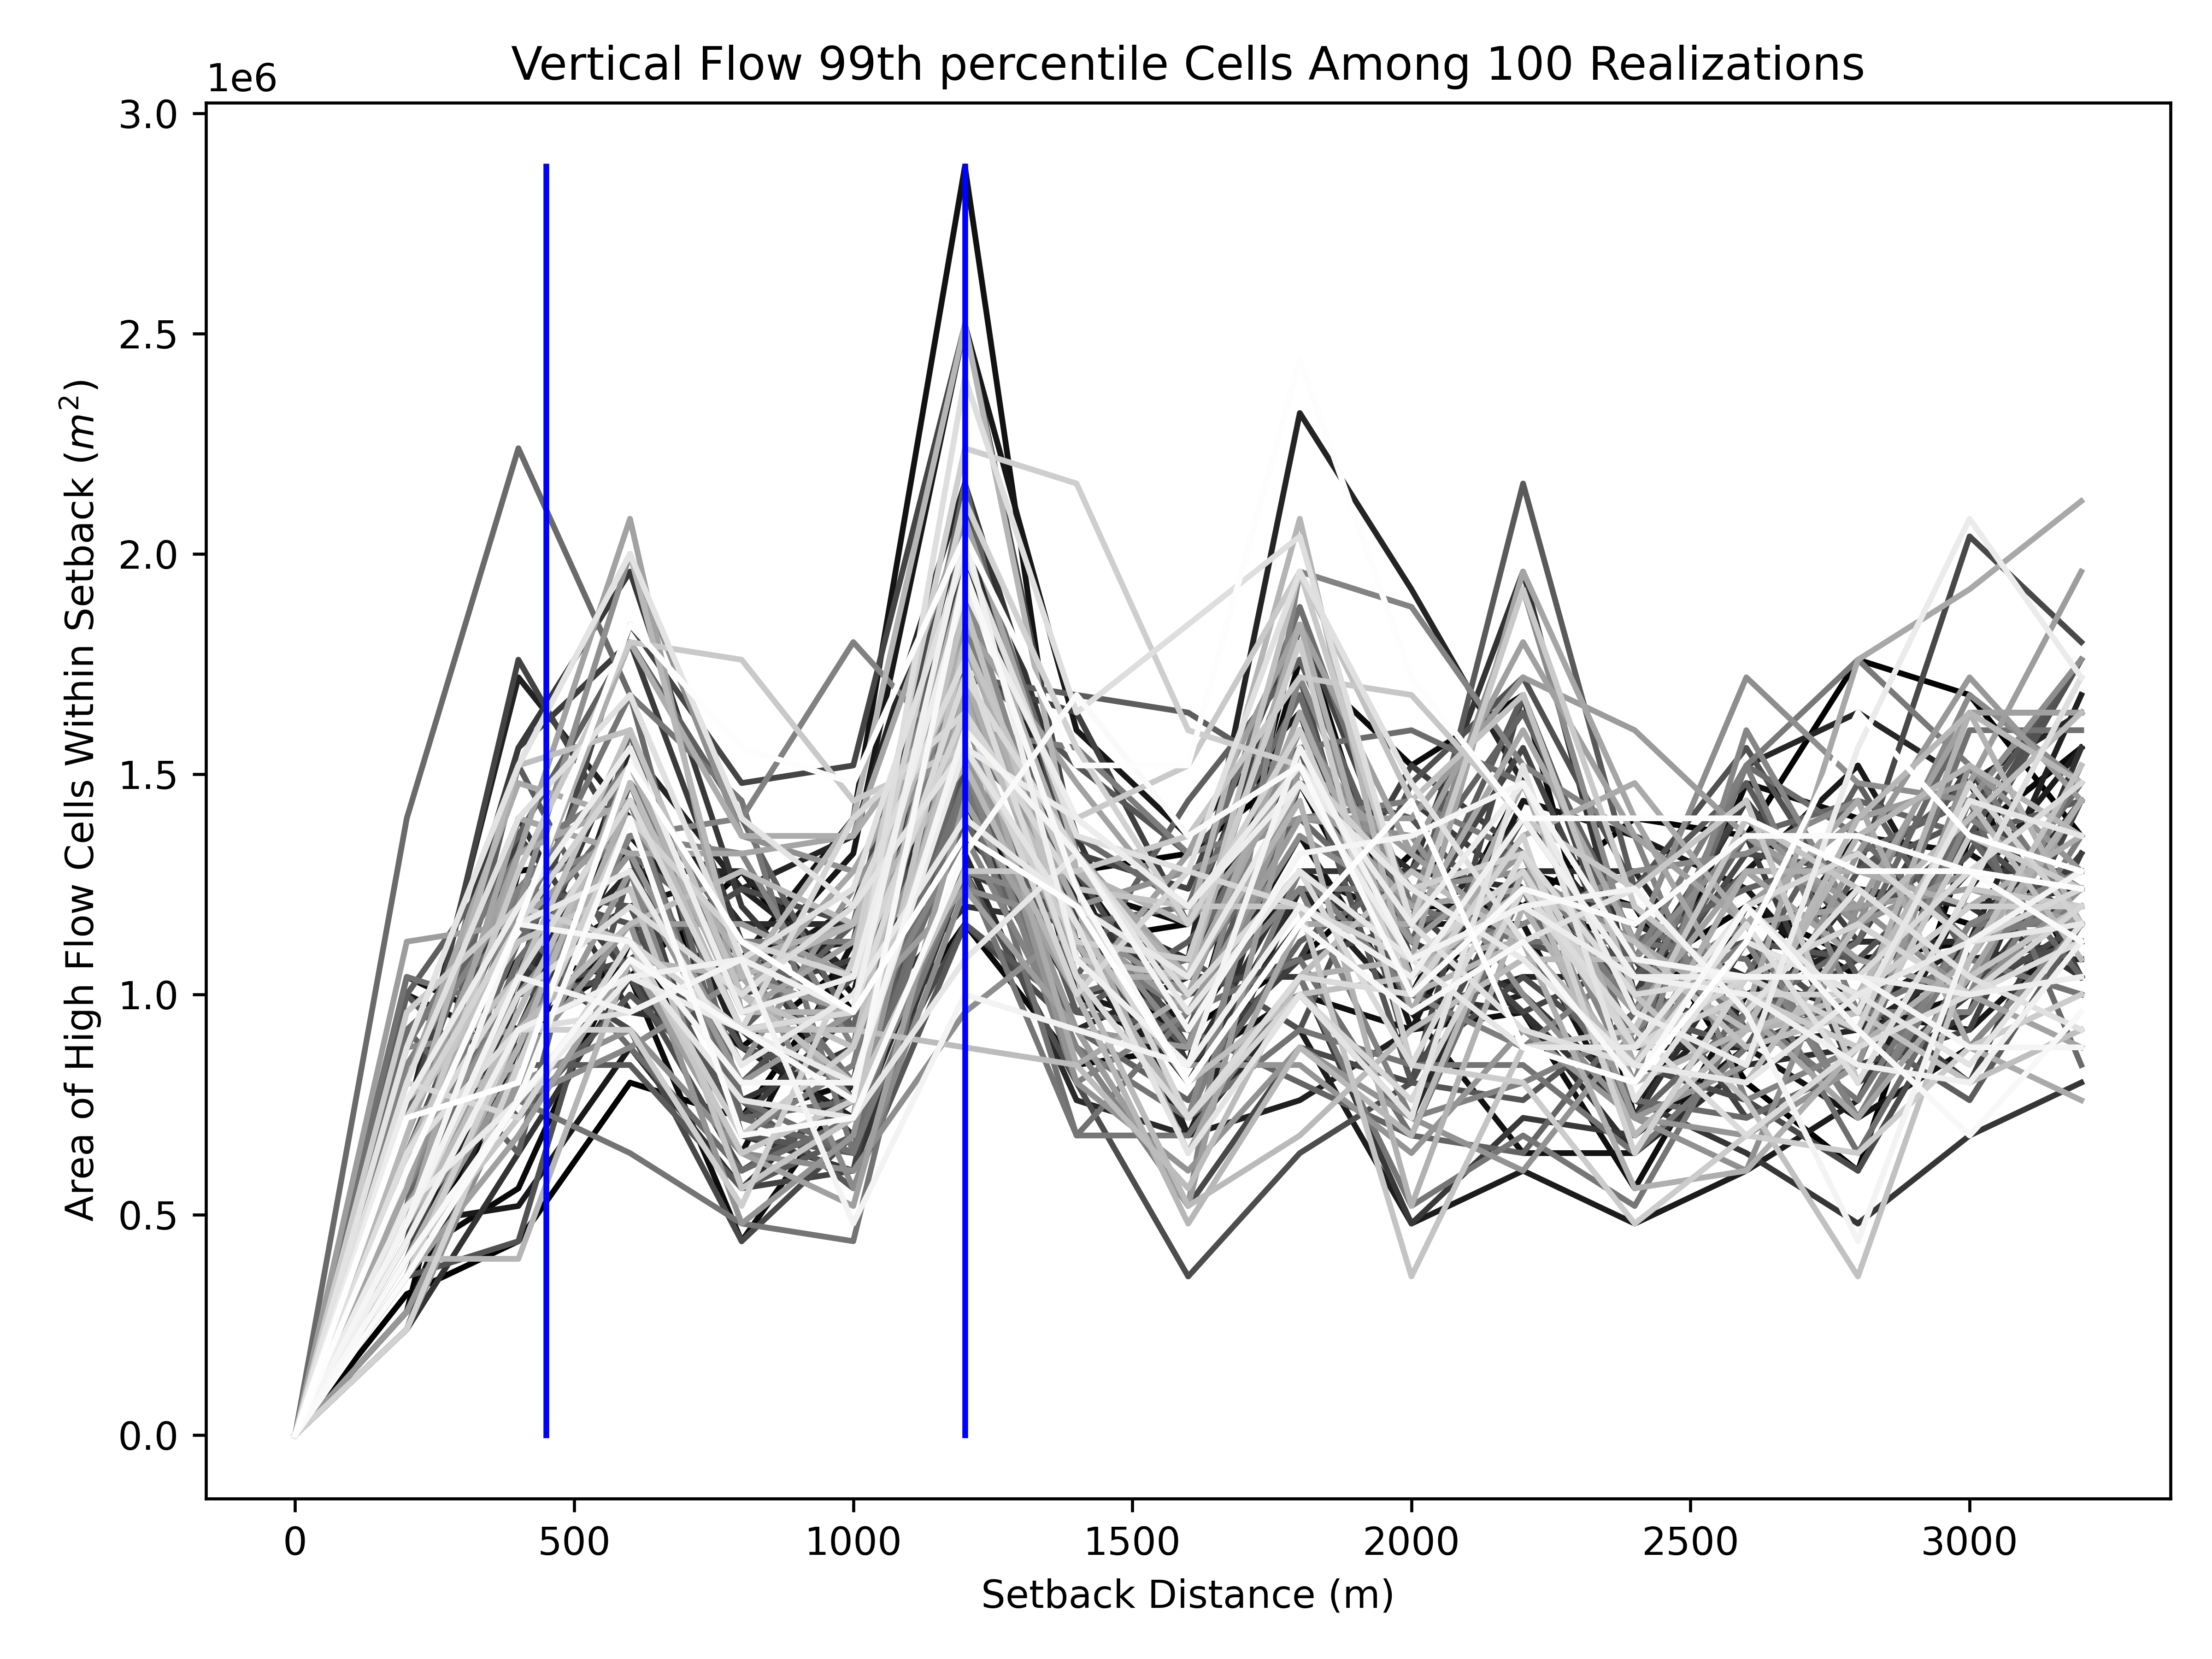 Vertical Flow 99th percentile Cells Among 100 Realizations
1e6
3.0
2.5
2.0
1.5
1.0
0.5
0.0
Area of High Flow Cells Within Setback (m²)
0 500 1000 1500 2000 2500 3000
Setback Distance (m)